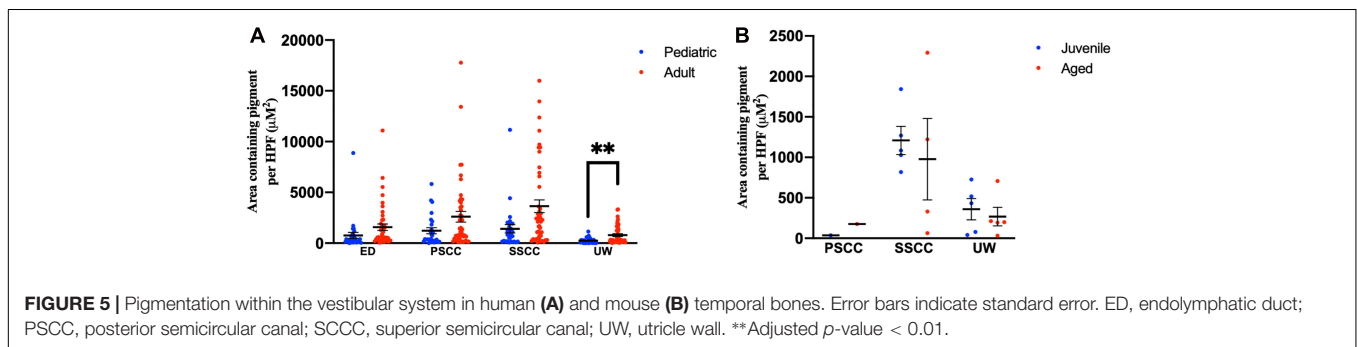 A
20000
15000
10000
5000
0
Area containing pigment
per HPF (µM²)
Pediatric
Adult
**
ED PSCC SSCC UW
B
2500
2000
1500
1000
500
0
Area containing pigment
per HPF (µM²)
Juvenile
Aged
PSCC SSCC UW
FIGURE 5 | Pigmentation within the vestibular system in human (A) and mouse (B) temporal bones. Error bars indicate standard error. ED, endolymphatic duct;
PSCC, posterior semicircular canal; SCCC, superior semicircular canal; UW, utricle wall. **Adjusted p-value < 0.01.